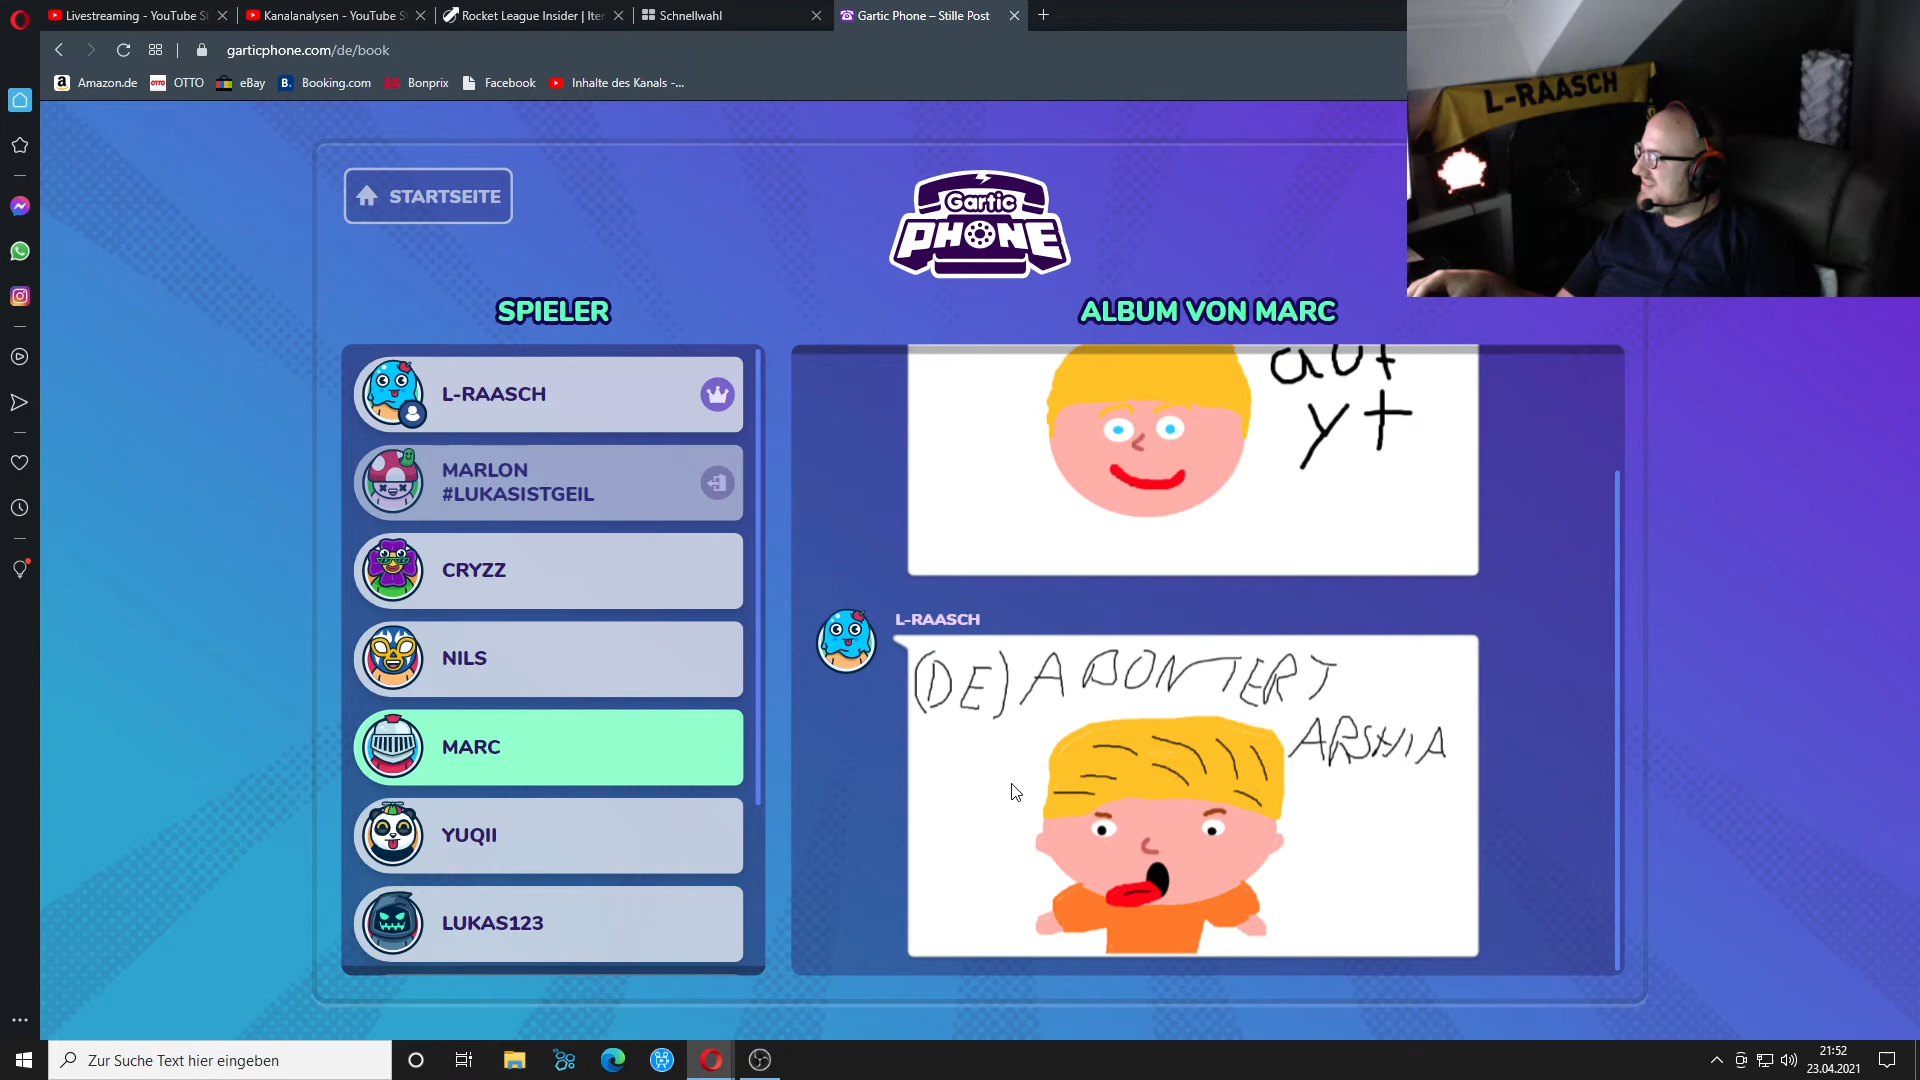 Livestreaming - YouTube S
Kanalanalysen - YouTube S
Rocket League Insider | Iter
Schnellwahl
Gartic Phone – Stille Post
garticphone.com/de/book
Amazon.de
OTTO
eBay
Booking.com
Bonprix
Facebook
Inhalte des Kanals -...
L-RAASCH
STARTSEITE
Gartic
PHONE
SPIELER
ALBUM VON MARC
L-RAASCH
MARLON
#LUKASISTGEIL
CRYZZ
NILS
MARC
YUQII
LUKAS123
auf
yt
L-RAASCH
(DE)ABONTERT
ARSHIA
Zur Suche Text hier eingeben
21:52
23.04.2021